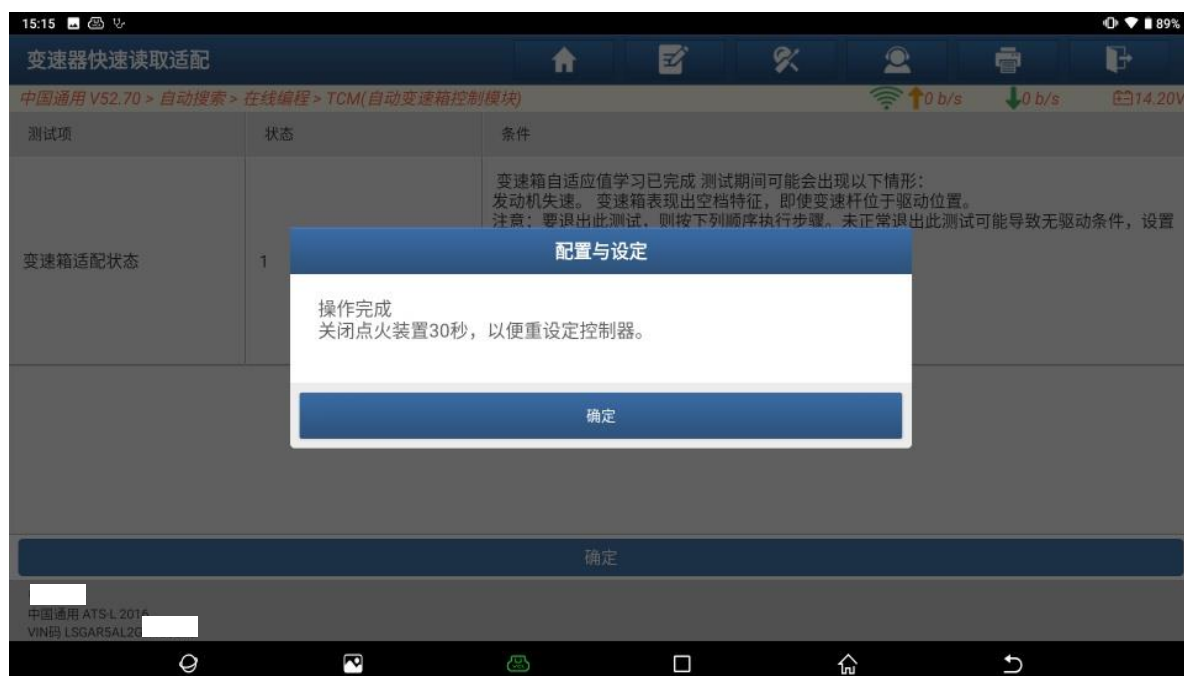 15:15
89%
变速器快速读取适配
中国通用 V52.70 > 自动搜索 > 在线编程 > TCM(自动变速箱控制模块)
0 b/s
0 b/s
14.20V
测试项
状态
条件
变速箱自适应值学习已完成 测试期间可能会出现以下情形：
发动机失速。 变速箱表现出空档特征，即使变速杆位于驱动位置。
注意：要退出此测试，则按下列顺序执行步骤。未正常退出此测试可能导致无驱动条件，设置
变速箱适配状态
1
配置与设定
操作完成
关闭点火装置30秒，以便重设定控制器。
确定
确定
中国通用 ATS-L 2016
VIN码 LSGAR5AL2G